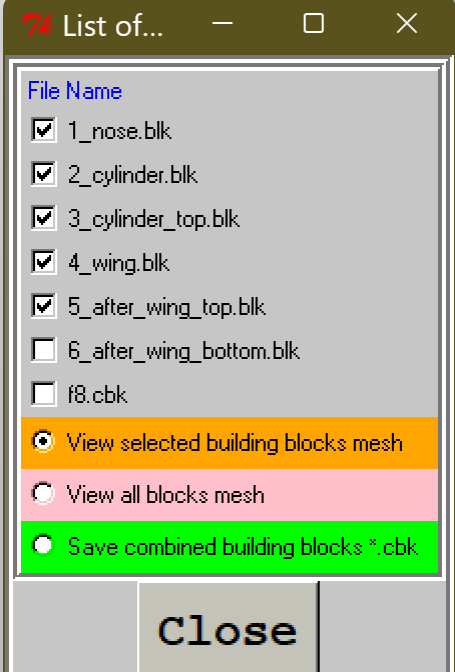 Tk List of...
File Name
1_nose.blk
2_cylinder.blk
3_cylinder_top.blk
4_wing.blk
5_after_wing_top.blk
6_after_wing_bottom.blk
f8.cbk
View selected building blocks mesh
View all blocks mesh
Save combined building blocks *.cbk
Close